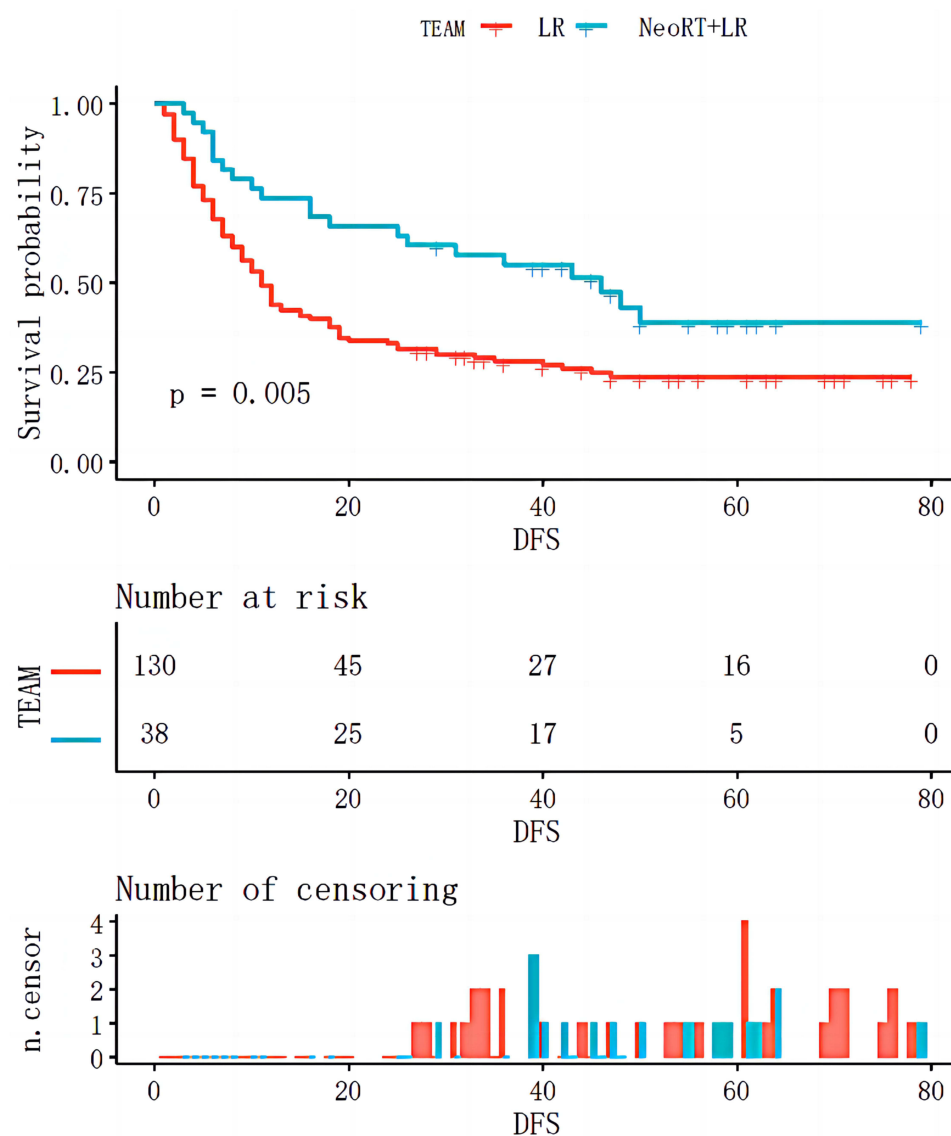 TEAM LR NeoRT+LR
Survival probability
1.00
0.75
0.50
0.25
0.00
p = 0.005
0 20 40 60 80
DFS
Number at risk
TEAM
130 45 27 16 0
38 25 17 5 0
0 20 40 60 80
DFS
Number of censoring
n.censor
4
3
2
1
0
0 20 40 60 80
DFS